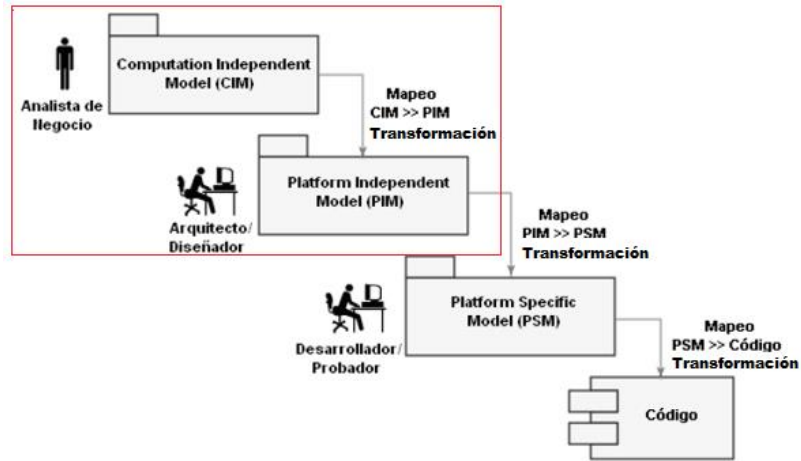 Computation Independent
Model (CIM)
Analista de
Negocio
Mapeo
CIM >> PIM
Transformación
Platform Independent
Model (PIM)
Arquitecto/
Diseñador
Mapeo
PIM >> PSM
Transformación
Platform Specific
Model (PSM)
Desarrollador/
Probador
Mapeo
PSM >> Código
Transformación
Código